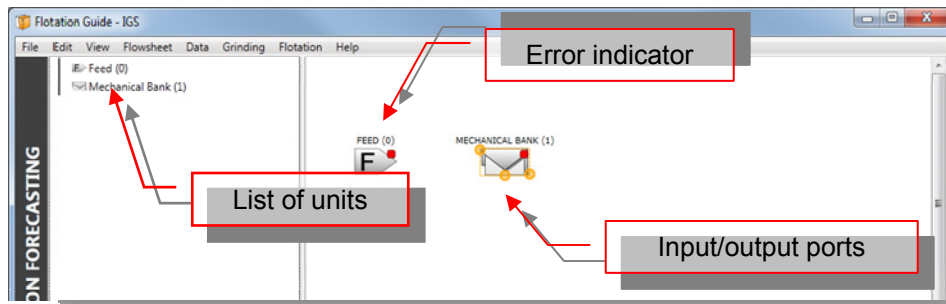 Flotation Guide - IGS
File Edit View Flowsheet Data Grinding Flotation Help
Error indicator
Feed (0)
Mechanical Bank (1)
FEED (0)
MECHANICAL BANK (1)
F
List of units
Input/output ports
ON FORECASTING